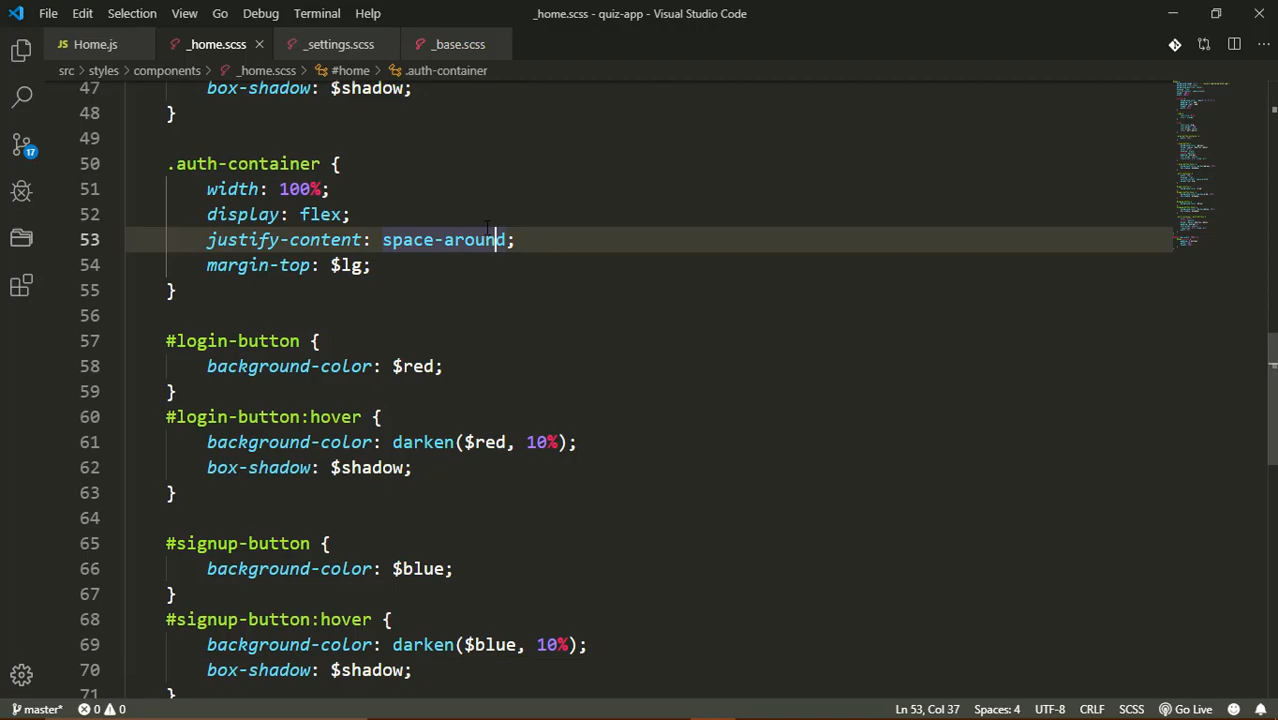 File Edit Selection View Go Debug Terminal Help _home.scss - quiz-app - Visual Studio Code
Home.js _home.scss _settings.scss _base.scss
src > styles > components > _home.scss > #home > .auth-container
47 box-shadow: $shadow;
48 }
49
50 .auth-container {
51 width: 100%;
52 display: flex;
53 justify-content: space-around;
54 margin-top: $lg;
55 }
56
57 #login-button {
58 background-color: $red;
59 }
60 #login-button:hover {
61 background-color: darken($red, 10%);
62 box-shadow: $shadow;
63 }
64
65 #signup-button {
66 background-color: $blue;
67 }
68 #signup-button:hover {
69 background-color: darken($blue, 10%);
70 box-shadow: $shadow;
71 }
17
master* 0 0 Ln 53, Col 37 Spaces: 4 UTF-8 CRLF SCSS Go Live